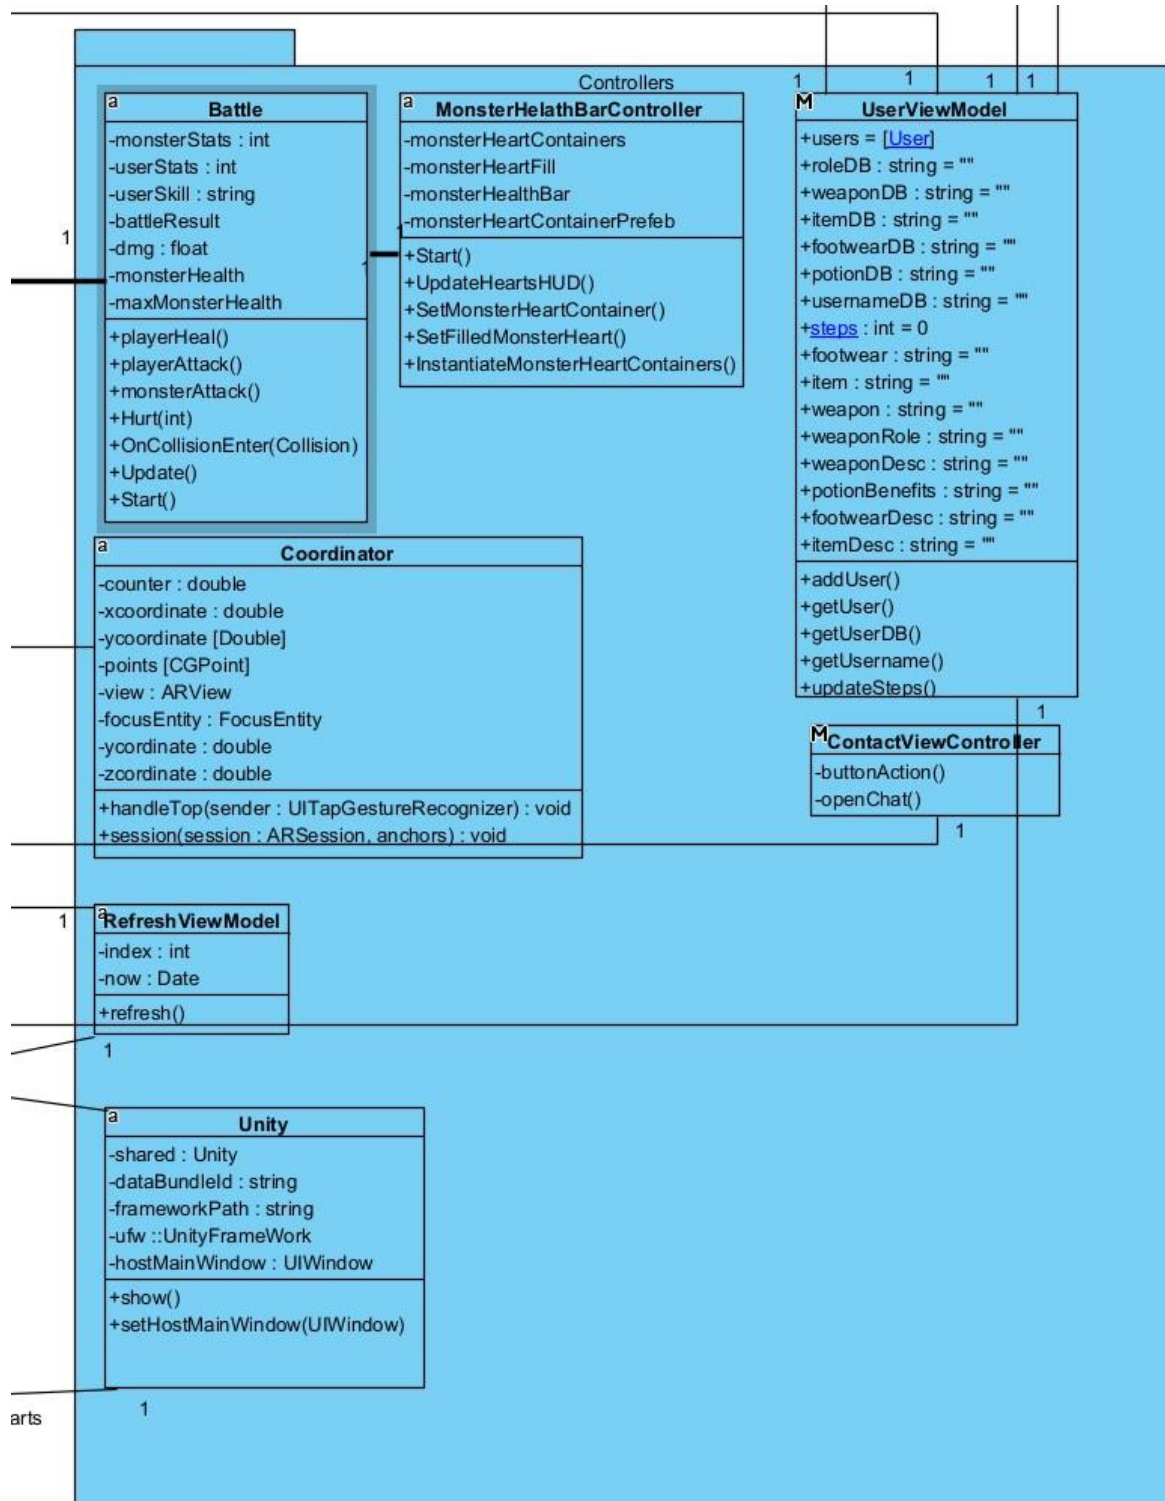 Controllers
1
1
1
1
a
Battle
-monsterStats : int
-userStats : int
-userSkill : string
-battleResult
-dmg : float
-monsterHealth
-maxMonsterHealth
+playerHeal()
+playerAttack()
+monsterAttack()
+Hurt(int)
+OnCollisionEnter(Collision)
+Update()
+Start()
1
1
1
a
MonsterHelathBarController
-monsterHeartContainers
-monsterHeartFill
-monsterHealthBar
-monsterHeartContainerPrefeb
+Start()
+UpdateHeartsHUD()
+SetMonsterHeartContainer()
+SetFilledMonsterHeart()
+InstantiateMonsterHeartContainers()
M
UserViewModel
+users = [User]
+roleDB : string = ""
+weaponDB : string = ""
+itemDB : string = ""
+footwearDB : string = ""
+potionDB : string = ""
+usernameDB : string = ""
+steps : int = 0
+footwear : string = ""
+item : string = ""
+weapon : string = ""
+weaponRole : string = ""
+weaponDesc : string = ""
+potionBenefits : string = ""
+footwearDesc : string = ""
+itemDesc : string = ""
+addUser()
+getUser()
+getUserDB()
+getUsername()
+updateSteps()
1
a
Coordinator
-counter : double
-xcoordinate : double
-ycoordinate [Double]
-points [CGPoint]
-view : ARView
-focusEntity : FocusEntity
-ycoordinate : double
-zcoordinate : double
+handleTop(sender : UITapGestureRecognizer) : void
+session(session : ARSession, anchors) : void
M
ContactViewController
-buttonAction()
-openChat()
1
1
a
RefreshViewModel
-index : int
-now : Date
+refresh()
1
a
Unity
-shared : Unity
-dataBundleId : string
-frameworkPath : string
-ufw ::UnityFrameWork
-hostMainWindow : UIWindow
+show()
+setHostMainWindow(UIWindow)
1
arts